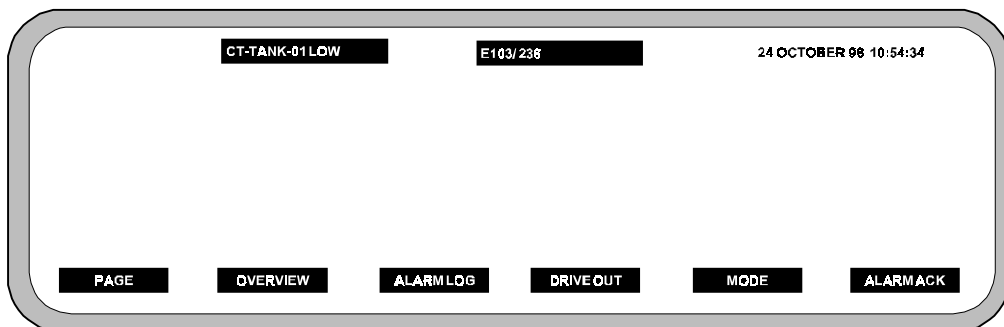 CT-TANK-01 LOW
E103/ 236
24 OCTOBER 96 10:54:34
PAGE
OVERVIEW
ALARM LOG
DRIVE OUT
MODE
ALARM ACK